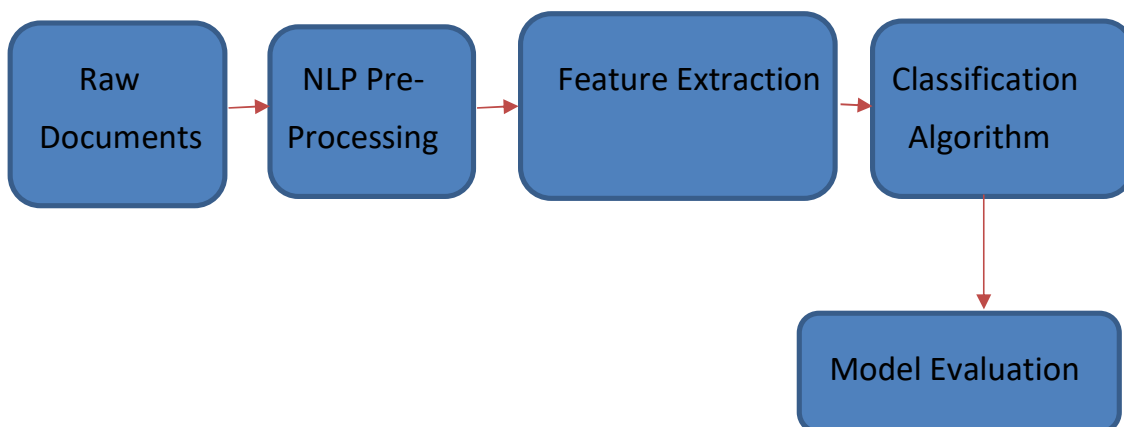 Raw
Documents
NLP Pre-
Processing
Feature Extraction
Classification
Algorithm
Model Evaluation